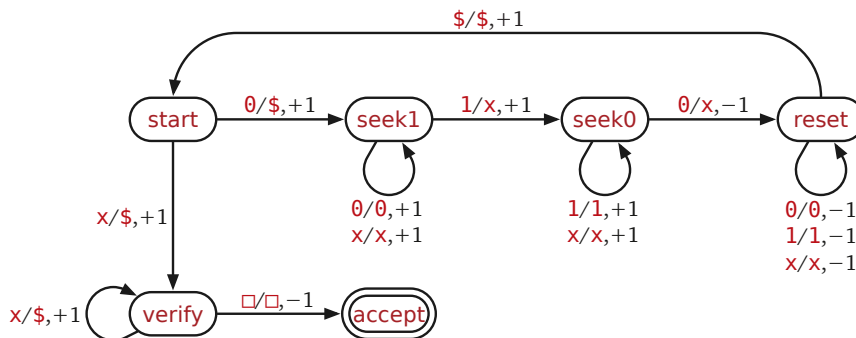 $/$,+1
start
0/$,+1
seek1
1/x,+1
seek0
0/x,−1
reset
0/0,+1
x/x,+1
1/1,+1
x/x,+1
0/0,−1
1/1,−1
x/x,−1
x/$,+1
x/$,+1
verify
□/□,−1
accept